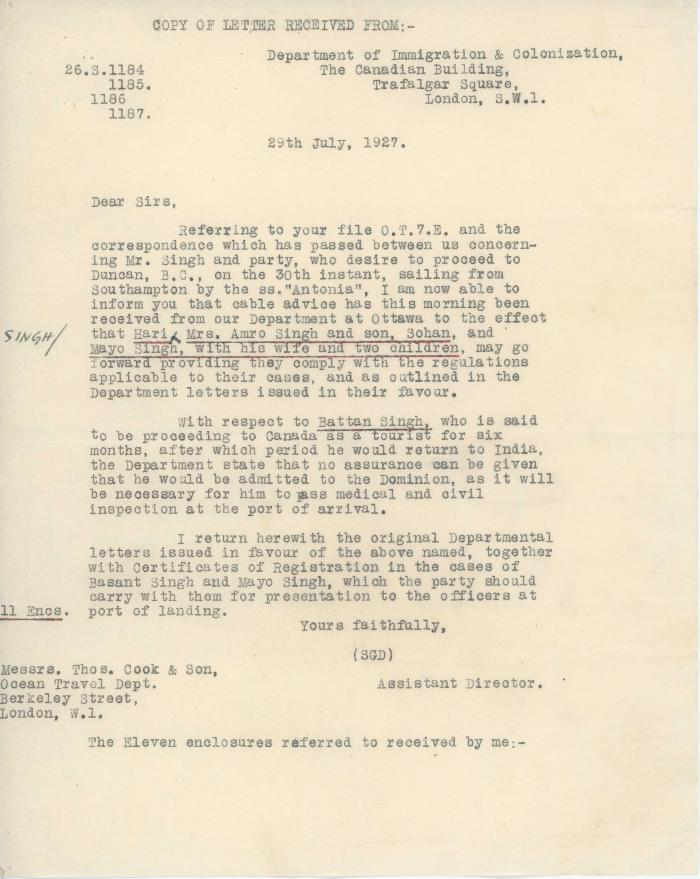 COPY OF LETTER RECEIVED FROM:-
Department of Immigration & Colonization,
26.S.1184 The Canadian Building,
1185. Trafalgar Square,
1186 London, S.W.1.
1187.
29th July, 1927.
Dear Sirs,
Referring to your file O.T.7.E. and the
correspondence which has passed between us concern-
ing Mr. Singh and party, who desire to proceed to
Duncan, B.C., on the 30th instant, sailing from
Southampton by the ss."Antonia", I am now able to
inform you that cable advice has this morning been
received from our Department at Ottawa to the effect
SINGH/ that Hari, Mrs. Amro Singh and son, Sohan, and
Mayo Singh, with his wife and two children, may go
forward providing they comply with the regulations
applicable to their cases, and as outlined in the
Department letters issued in their favour.
With respect to Battan Singh, who is said
to be proceeding to Canada as a tourist for six
months, after which period he would return to India,
the Department state that no assurance can be given
that he would be admitted to the Dominion, as it will
be necessary for him to pass medical and civil
inspection at the port of arrival.
I return herewith the original Departmental
letters issued in favour of the above named, together
with Certificates of Registration in the cases of
Basant Singh and Mayo Singh, which the party should
carry with them for presentation to the officers at
11 Encs. port of landing.
Yours faithfully,
(SGD)
Messrs. Thos. Cook & Son,
Ocean Travel Dept. Assistant Director.
Berkeley Street,
London, W.1.
The Eleven enclosures referred to received by me:-